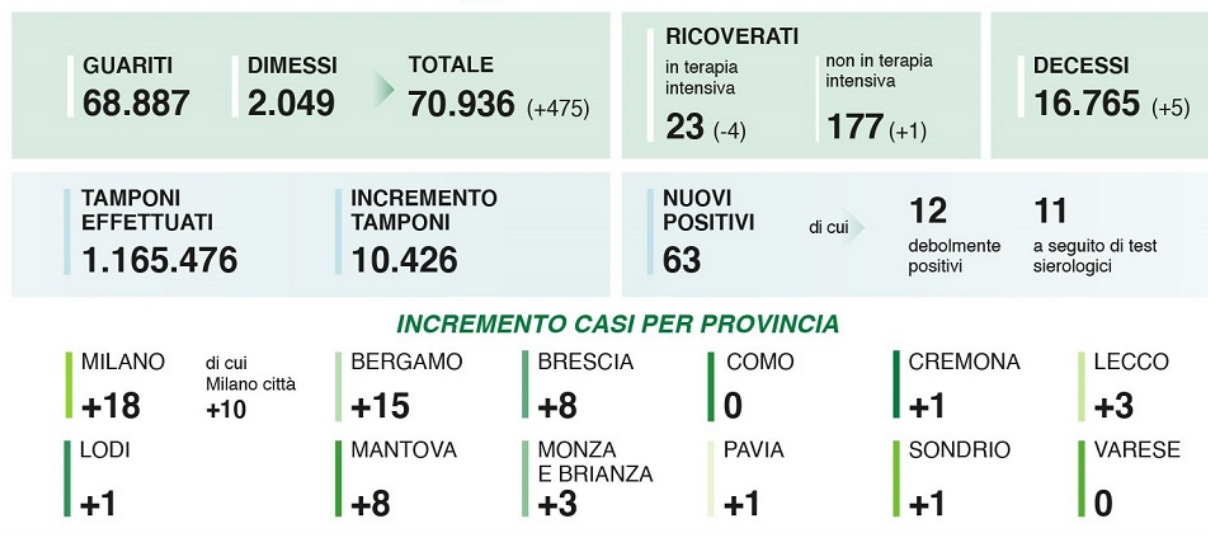 GUARITI
68.887
DIMESSI
2.049
TOTALE
70.936 (+475)
RICOVERATI
in terapia
intensiva
23 (-4)
non in terapia
intensiva
177 (+1)
DECESSI
16.765 (+5)
TAMPONI
EFFETTUATI
1.165.476
INCREMENTO
TAMPONI
10.426
NUOVI
POSITIVI
63
di cui
12
debolmente
positivi
11
a seguito di test
sierologici
INCREMENTO CASI PER PROVINCIA
MILANO
+18
di cui
Milano città
+10
BERGAMO
+15
BRESCIA
+8
COMO
0
CREMONA
+1
LECCO
+3
LODI
+1
MANTOVA
+8
MONZA
E BRIANZA
+3
PAVIA
+1
SONDRIO
+1
VARESE
0